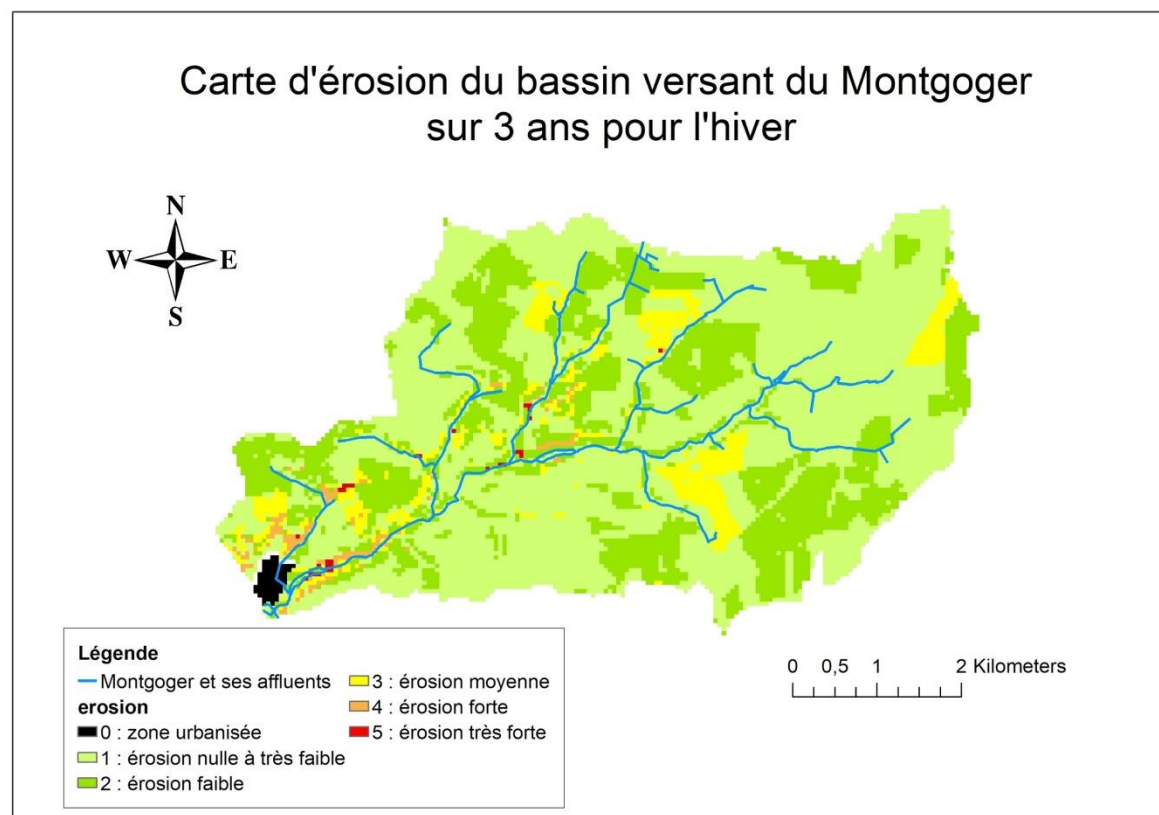 Carte d'érosion du bassin versant du Montgoger
sur 3 ans pour l'hiver
N
W E
S
Légende
Montgoger et ses affluents
erosion
0 : zone urbanisée
1 : érosion nulle à très faible
2 : érosion faible
3 : érosion moyenne
4 : érosion forte
5 : érosion très forte
0 0,5 1 2 Kilometers